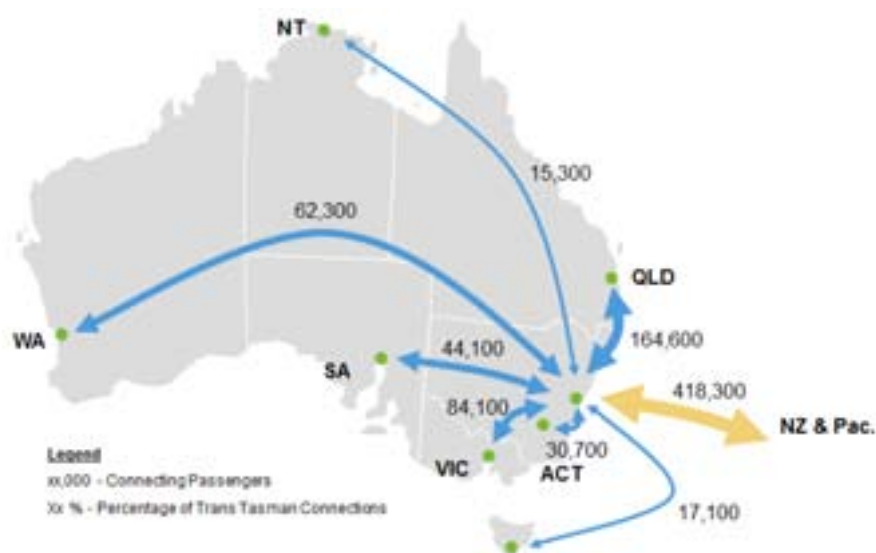 NT
15,300
62,300
QLD
WA
164,600
44,100
SA
418,300
84,100
NZ & Pac.
30,700
VIC
ACT
17,100
Legend
xx,000 - Connecting Passengers
Xx % - Percentage of Trans Tasman Connections